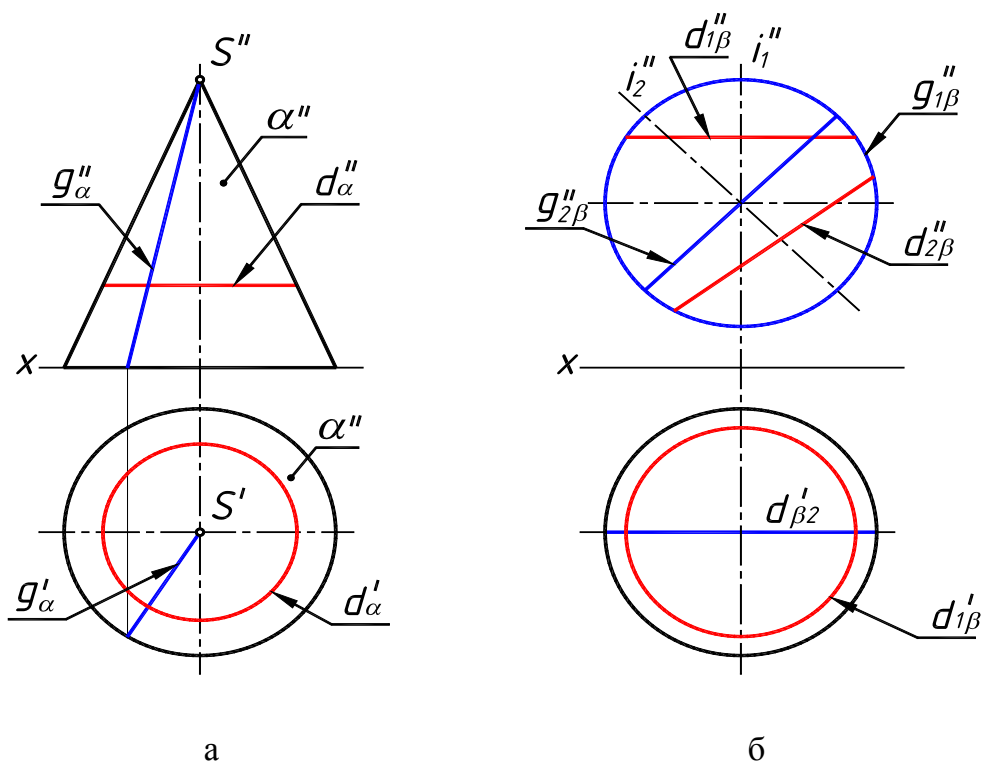 S″
α″
g″α
d″α
x
α″
S′
g′α
d′α
а
d″1β
i″1
i″2
g″1β
g″2β
d″2β
x
d′β2
d′1β
б